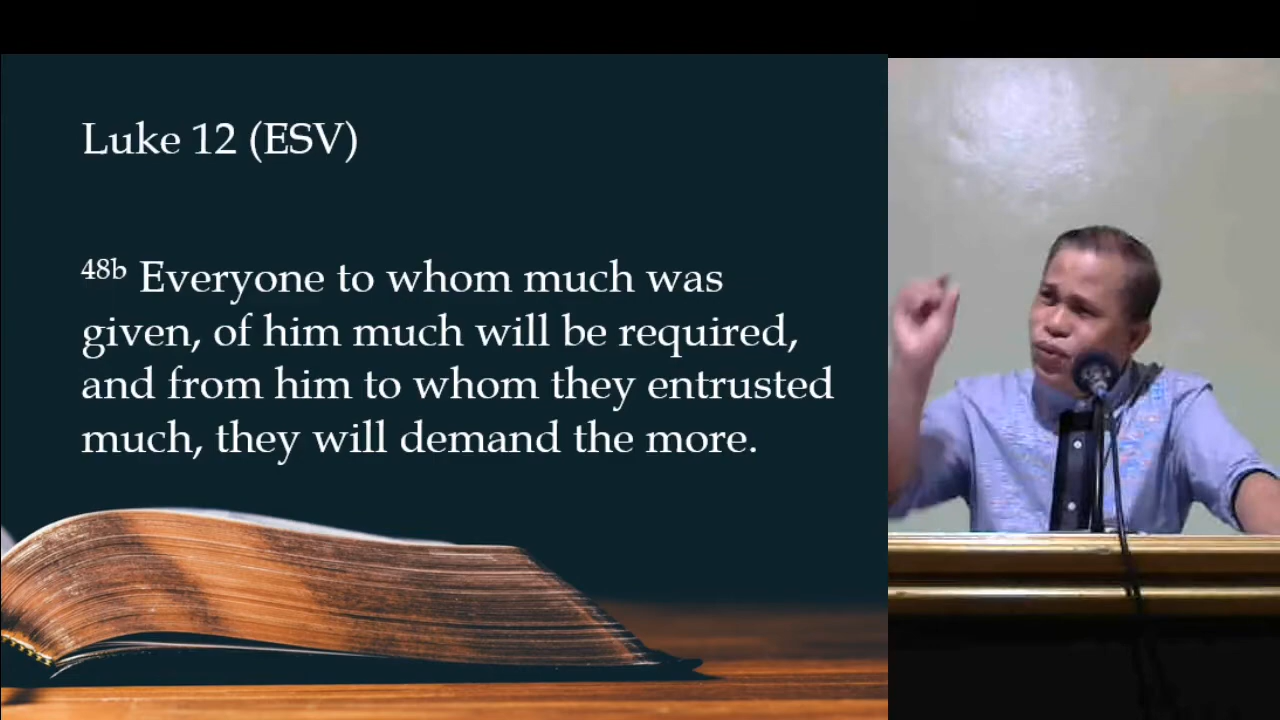 Luke 12 (ESV)
48b Everyone to whom much was
given, of him much will be required,
and from him to whom they entrusted
much, they will demand the more.